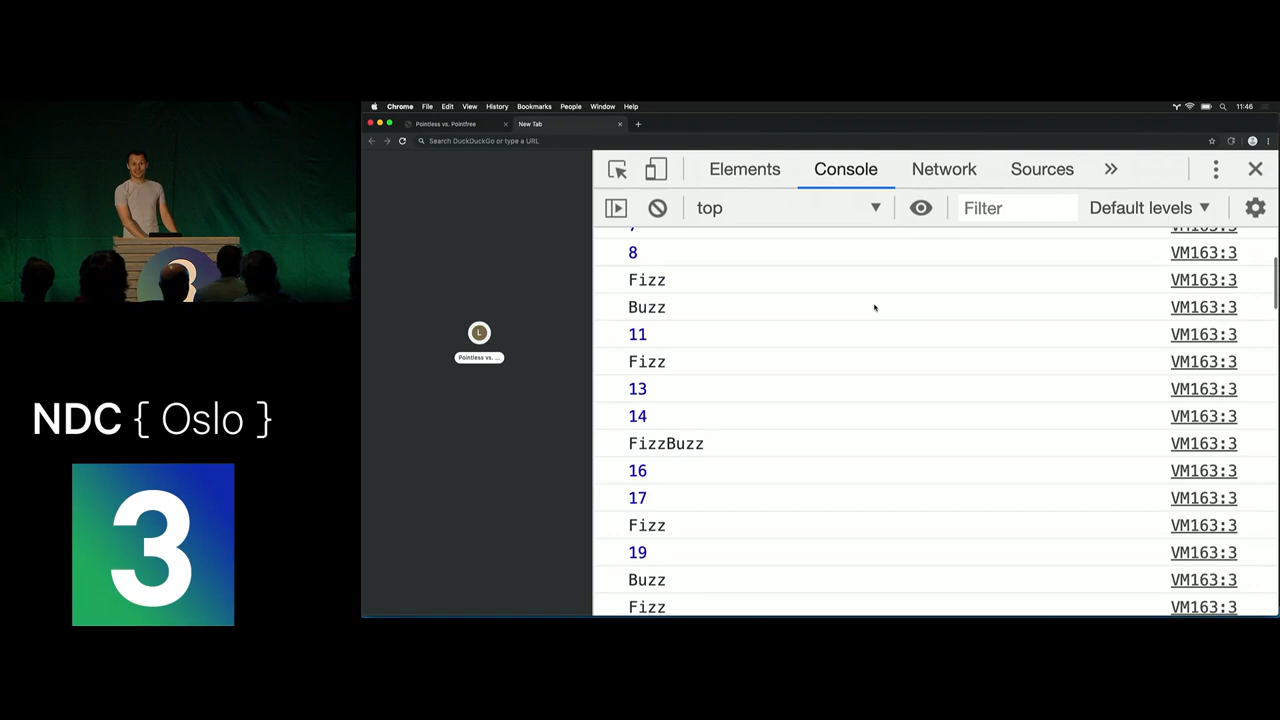 Chrome File Edit View History Bookmarks People Window Help 11:46
Pointless vs. Pointfree
New Tab
Search DuckDuckGo or type a URL
Elements Console Network Sources
top Filter Default levels
7 VM163:3
8 VM163:3
Fizz VM163:3
Buzz VM163:3
11 VM163:3
Fizz VM163:3
13 VM163:3
14 VM163:3
FizzBuzz VM163:3
16 VM163:3
17 VM163:3
Fizz VM163:3
19 VM163:3
Buzz VM163:3
Fizz VM163:3
L
Pointless vs. ...
3
NDC { Oslo }
3